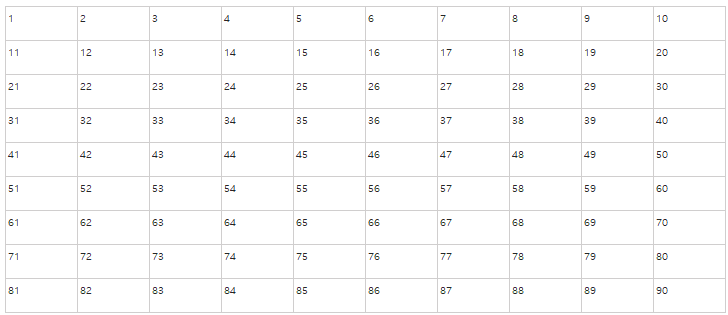 1 2 3 4 5 6 7 8 9 10
11 12 13 14 15 16 17 18 19 20
21 22 23 24 25 26 27 28 29 30
31 32 33 34 35 36 37 38 39 40
41 42 43 44 45 46 47 48 49 50
51 52 53 54 55 56 57 58 59 60
61 62 63 64 65 66 67 68 69 70
71 72 73 74 75 76 77 78 79 80
81 82 83 84 85 86 87 88 89 90